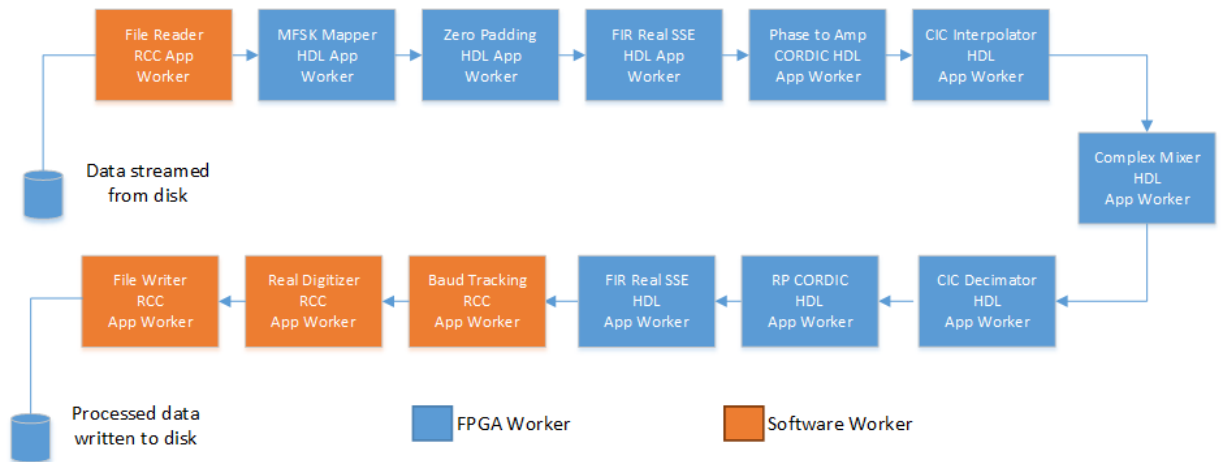 File Reader
RCC App
Worker
MFSK Mapper
HDL App
Worker
Zero Padding
HDL App
Worker
FIR Real SSE
HDL App
Worker
Phase to Amp
CORDIC HDL
App Worker
CIC Interpolator
HDL
App Worker
Data streamed
from disk
Complex Mixer
HDL
App Worker
File Writer
RCC
App Worker
Real Digitizer
RCC
App Worker
Baud Tracking
RCC
App Worker
FIR Real SSE
HDL
App Worker
RP CORDIC
HDL
App Worker
CIC Decimator
HDL
App Worker
Processed data
written to disk
FPGA Worker
Software Worker